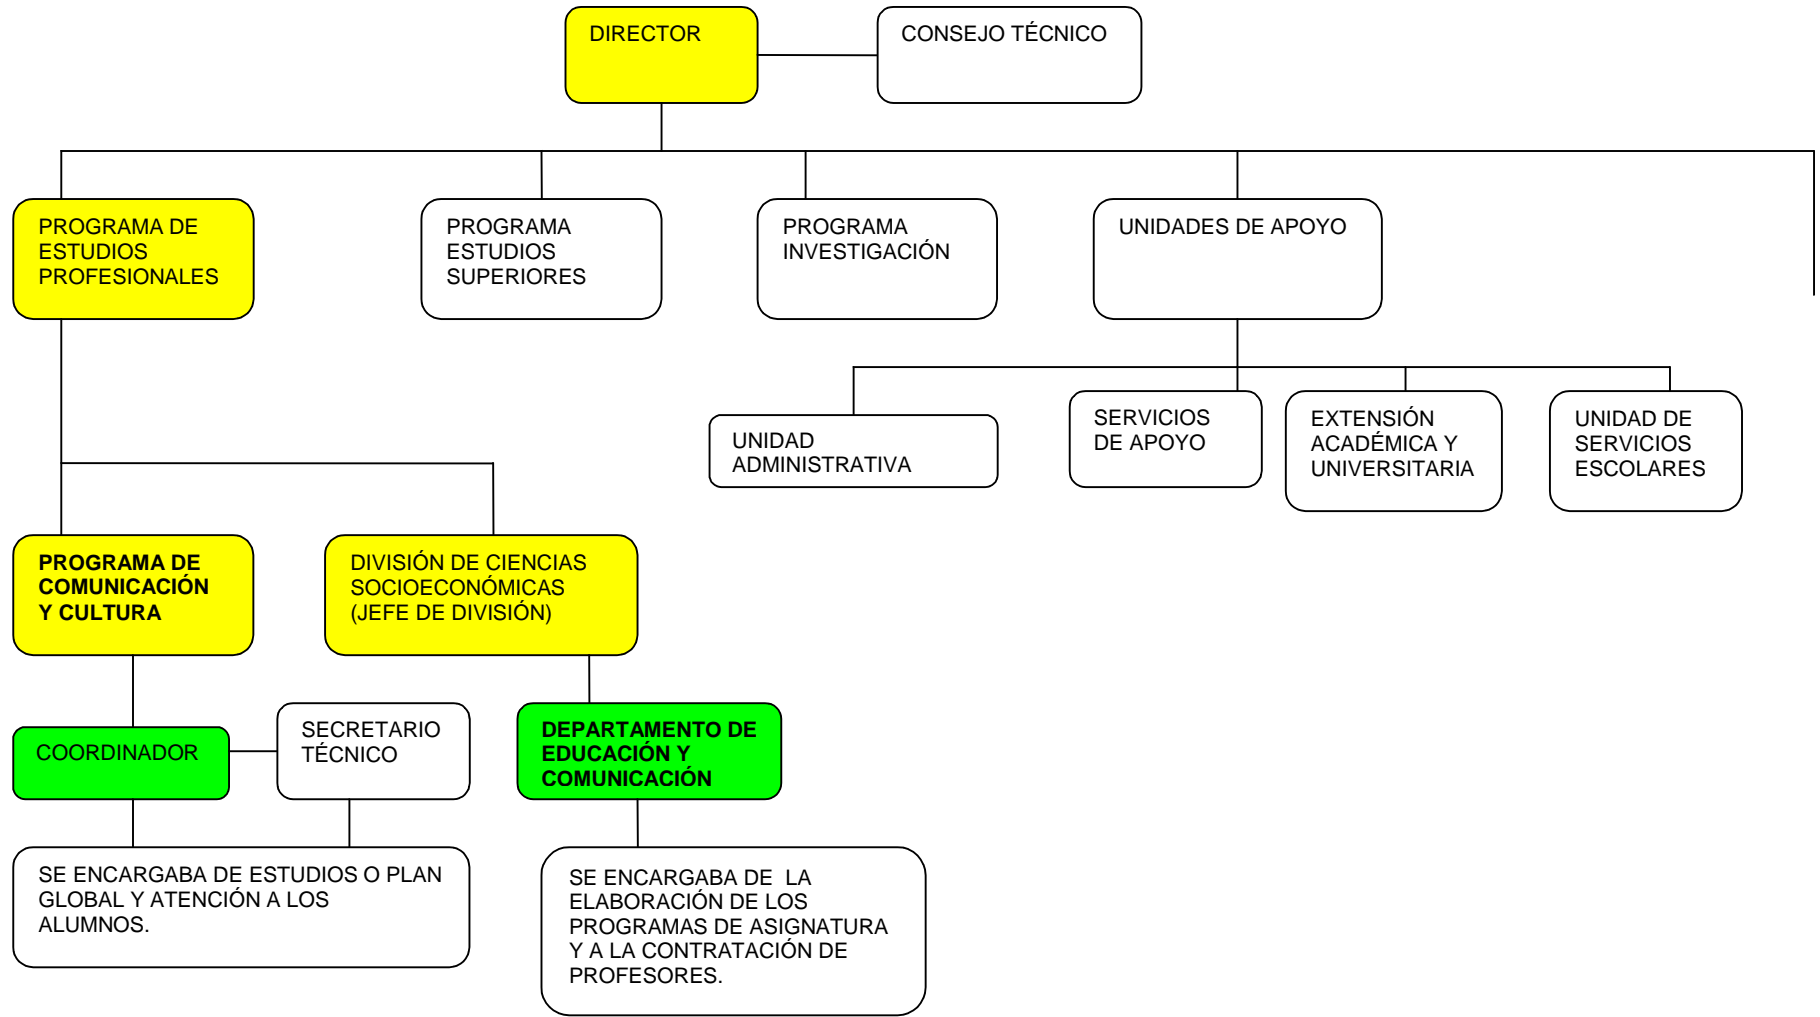 DIRECTOR
CONSEJO TÉCNICO
PROGRAMA DE
ESTUDIOS
PROFESIONALES
PROGRAMA
ESTUDIOS
SUPERIORES
PROGRAMA
INVESTIGACIÓN
UNIDADES DE APOYO
UNIDAD
ADMINISTRATIVA
SERVICIOS
DE APOYO
EXTENSIÓN
ACADÉMICA Y
UNIVERSITARIA
UNIDAD DE
SERVICIOS
ESCOLARES
PROGRAMA DE
COMUNICACIÓN
Y CULTURA
DIVISIÓN DE CIENCIAS
SOCIOECONÓMICAS
(JEFE DE DIVISIÓN)
COORDINADOR
SECRETARIO
TÉCNICO
DEPARTAMENTO DE
EDUCACIÓN Y
COMUNICACIÓN
SE ENCARGABA DE ESTUDIOS O PLAN
GLOBAL Y ATENCIÓN A LOS
ALUMNOS.
SE ENCARGABA DE  LA
ELABORACIÓN DE LOS
PROGRAMAS DE ASIGNATURA
Y A LA CONTRATACIÓN DE
PROFESORES.